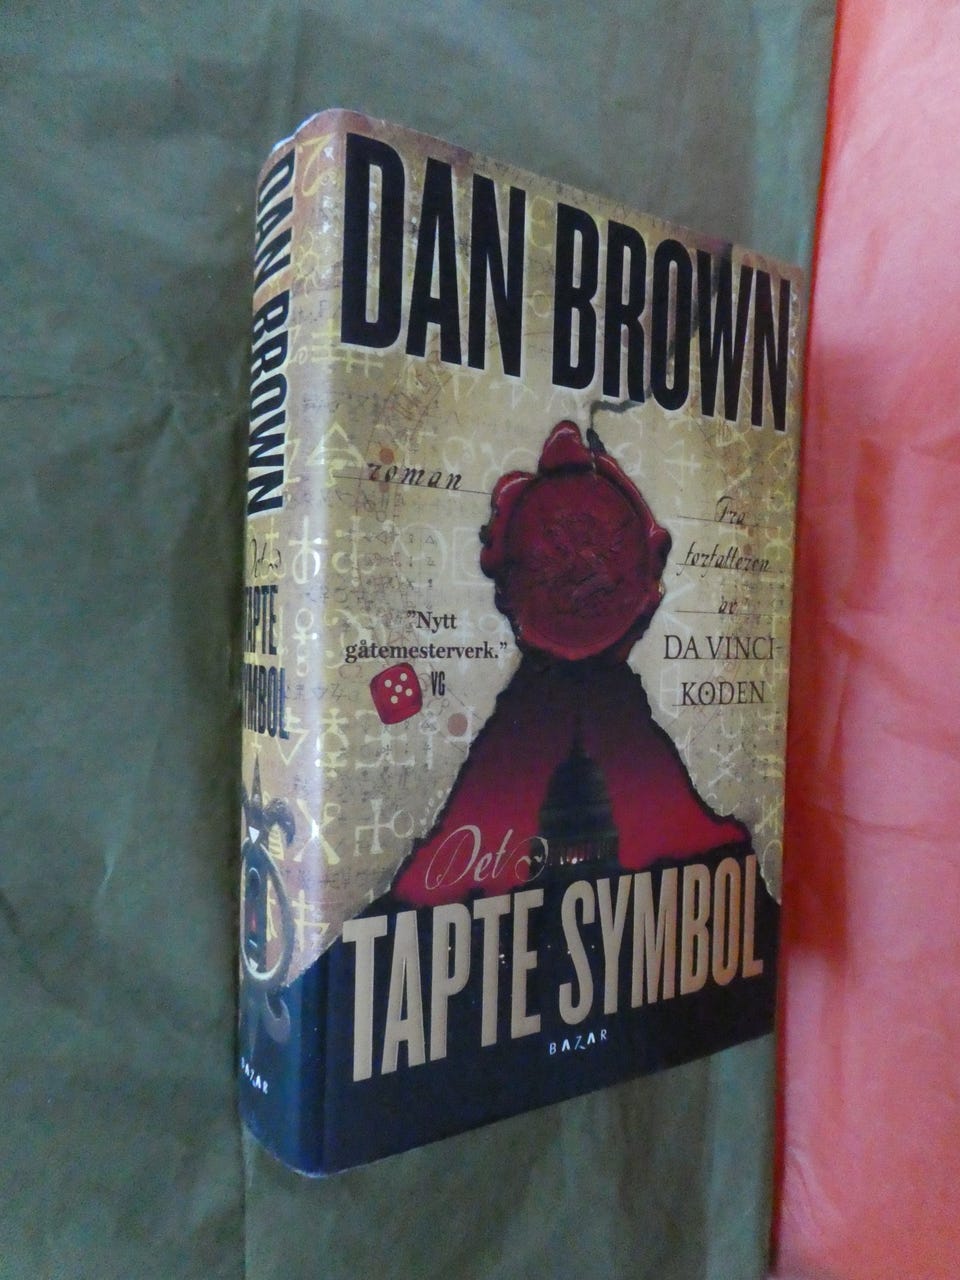 DAN BROWN
roman
Fra
forfatteren
av
DA VINCI-
KODEN
"Nytt
gåtemesterverk."
VG
Det
TAPTE SYMBOL
BAZAR
DAN BROWN
Det
TAPTE
SYMBOL
BAZAR